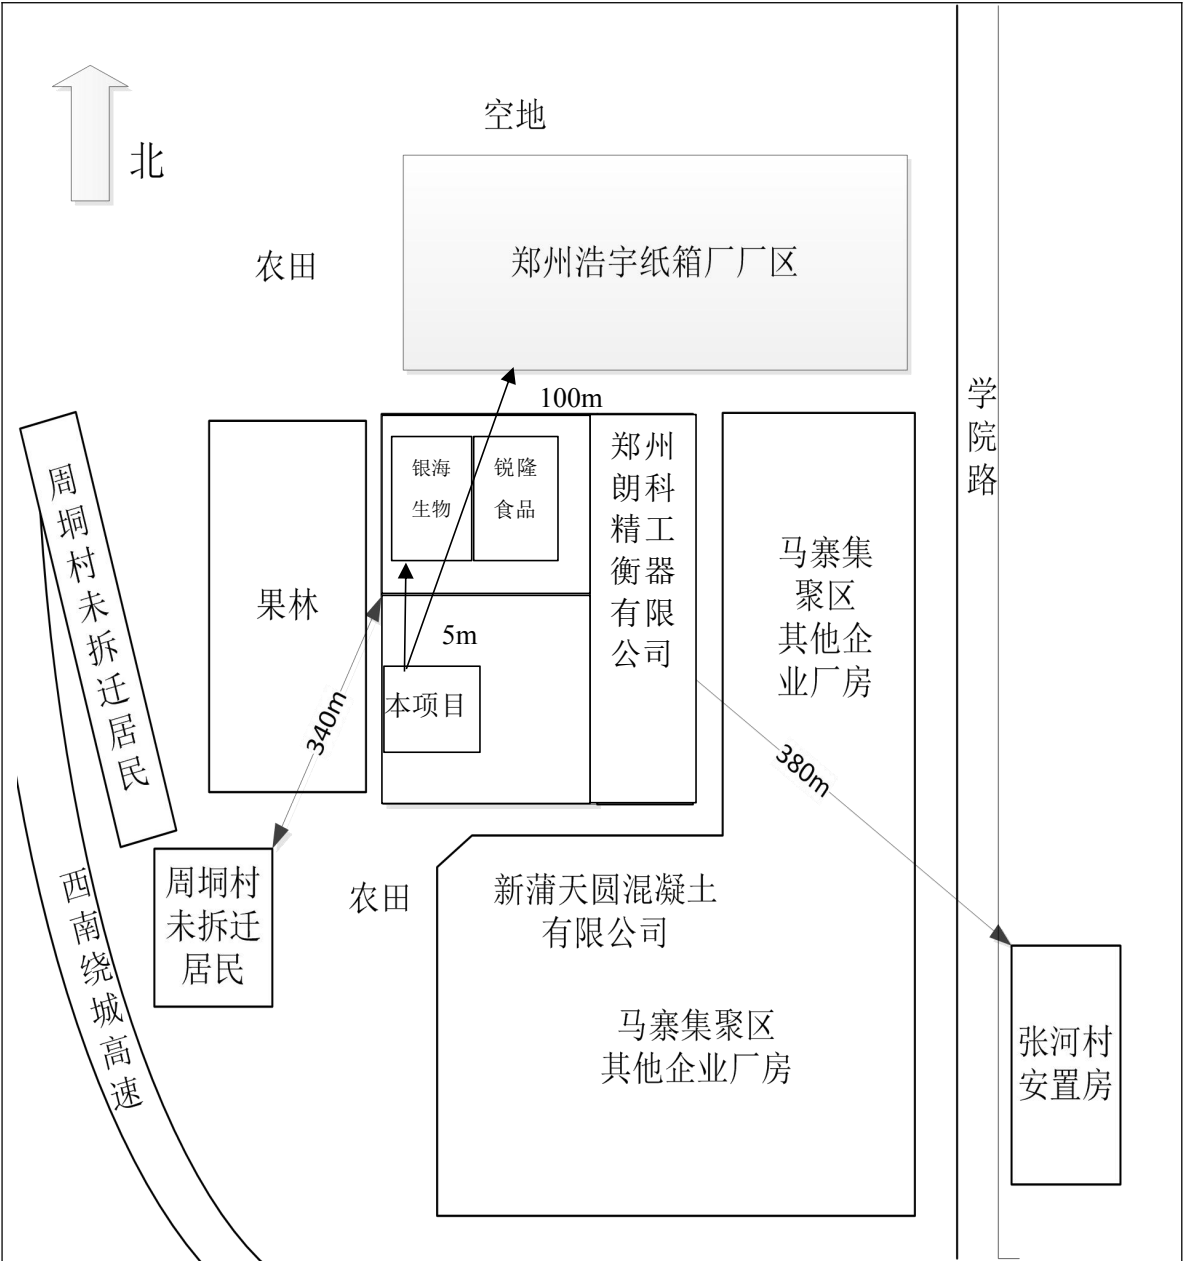 空地
北
农田
郑州浩宇纸箱厂厂区
100m
学院路
周垌村未拆迁居民
果林
银海
生物
锐隆
食品
郑州
朗科
精工
衡器
有限
公司
马寨集
聚区
其他企
业厂房
5m
本项目
340m
380m
周垌村
未拆迁
居民
农田
新蒲天圆混凝土
有限公司
西南绕城高速
马寨集聚区
其他企业厂房
张河村
安置房